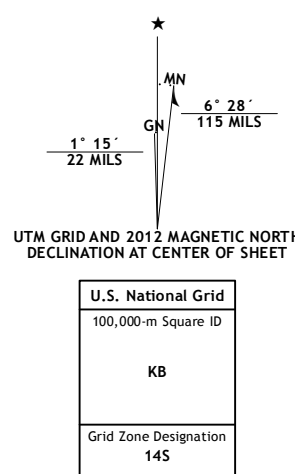 MN
6° 28´
115 MILS
GN
1° 15´
22 MILS
UTM GRID AND 2012 MAGNETIC NORTH
DECLINATION AT CENTER OF SHEET
U.S. National Grid
100,000-m Square ID
KB
Grid Zone Designation
14S